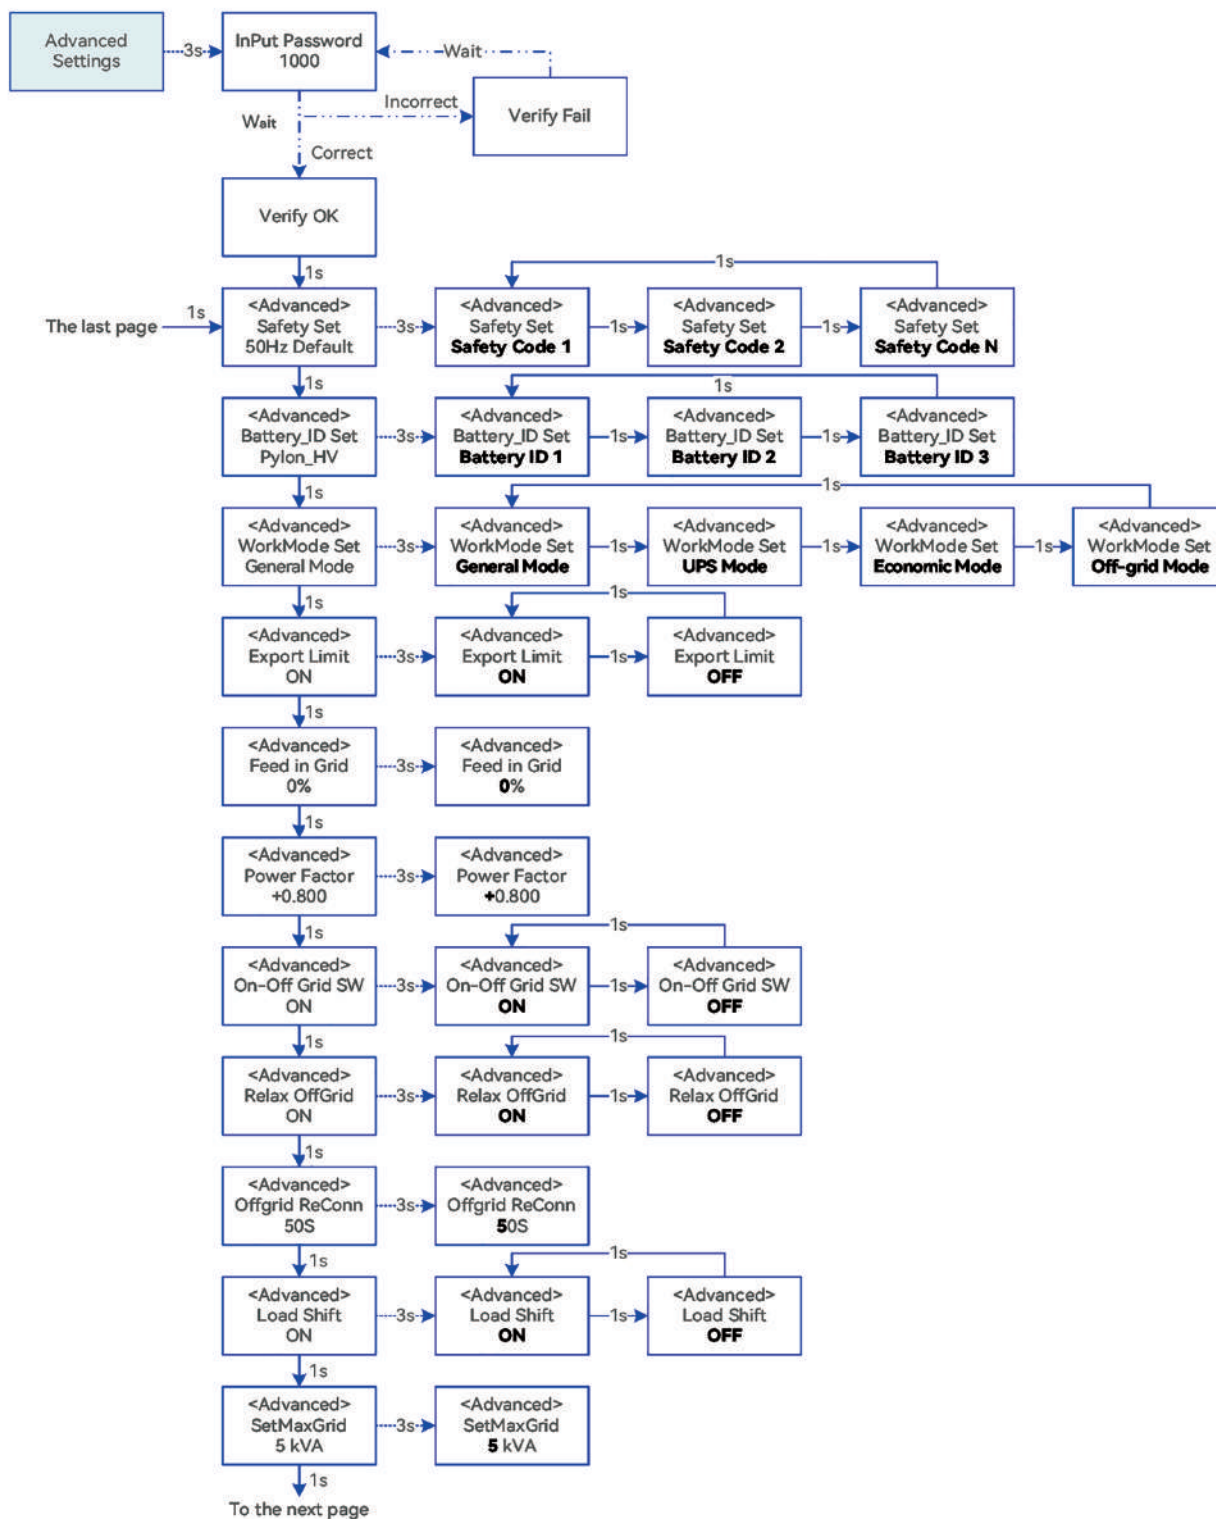 Advanced
Settings
3s
InPut Password
1000
Wait
Incorrect
Verify Fail
Wait
Correct
Verify OK
1s
1s
The last page
1s
<Advanced>
Safety Set
50Hz Default
3s
<Advanced>
Safety Set
Safety Code 1
1s
<Advanced>
Safety Set
Safety Code 2
1s
<Advanced>
Safety Set
Safety Code N
1s
1s
<Advanced>
Battery_ID Set
Pylon_HV
3s
<Advanced>
Battery_ID Set
Battery ID 1
1s
<Advanced>
Battery_ID Set
Battery ID 2
1s
<Advanced>
Battery_ID Set
Battery ID 3
1s
1s
<Advanced>
WorkMode Set
General Mode
3s
<Advanced>
WorkMode Set
General Mode
1s
<Advanced>
WorkMode Set
UPS Mode
1s
<Advanced>
WorkMode Set
Economic Mode
1s
<Advanced>
WorkMode Set
Off-grid Mode
1s
1s
<Advanced>
Export Limit
ON
3s
<Advanced>
Export Limit
ON
1s
<Advanced>
Export Limit
OFF
1s
<Advanced>
Feed in Grid
0%
3s
<Advanced>
Feed in Grid
0%
1s
<Advanced>
Power Factor
+0.800
3s
<Advanced>
Power Factor
+0.800
1s
1s
<Advanced>
On-Off Grid SW
ON
3s
<Advanced>
On-Off Grid SW
ON
1s
<Advanced>
On-Off Grid SW
OFF
1s
1s
<Advanced>
Relax OffGrid
ON
3s
<Advanced>
Relax OffGrid
ON
1s
<Advanced>
Relax OffGrid
OFF
1s
<Advanced>
Offgrid ReConn
50S
3s
<Advanced>
Offgrid ReConn
50S
1s
1s
<Advanced>
Load Shift
ON
3s
<Advanced>
Load Shift
ON
1s
<Advanced>
Load Shift
OFF
1s
<Advanced>
SetMaxGrid
5 kVA
3s
<Advanced>
SetMaxGrid
5 kVA
1s
To the next page